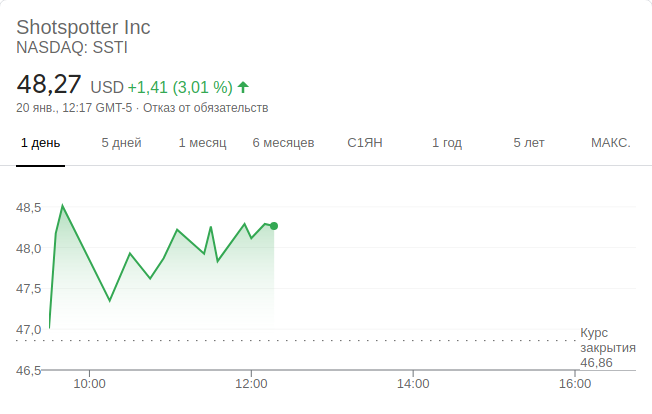 Shotspotter Inc
NASDAQ: SSTI
48,27 USD +1,41 (3,01 %)
20 янв., 12:17 GMT-5 · Отказ от обязательств
1 день 5 дней 1 месяц 6 месяцев С1ЯН 1 год 5 лет МАКС.
48,5
48,0
47,5
47,0
Курс
закрытия
46,86
46,5
10:00 12:00 14:00 16:00